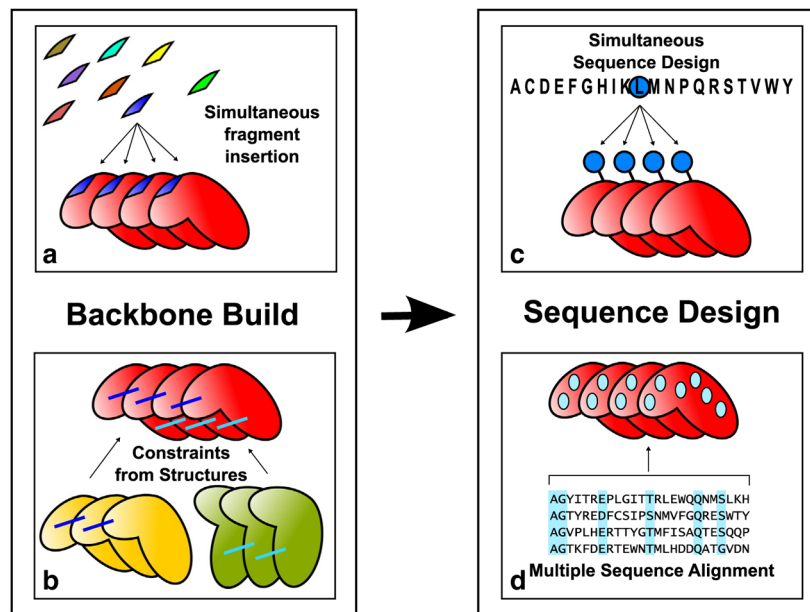 Simultaneous
fragment
insertion
a
Backbone Build
Constraints
from Structures
b
Simultaneous
Sequence Design
ACDEFGHIKLMNPQRSTVWY
c
Sequence Design
AGYITREPLGITTRLEWQQNMSLKH
AGTYREDFCSIPSNMVFGQRESWTY
AGVPLHERTTYGTMFISAQTESQQP
AGTKFDERTEWNTMLHDDQATGVDN
d
Multiple Sequence Alignment